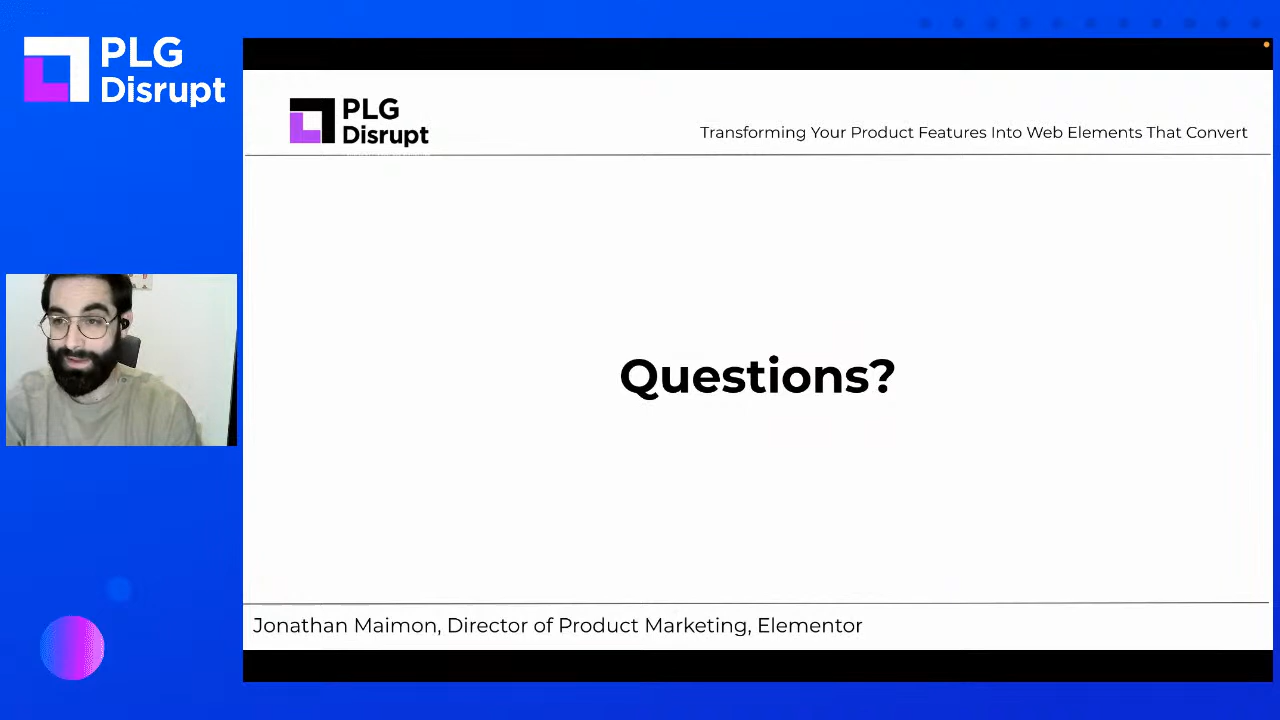 PLG
Disrupt
PLG
Disrupt
Transforming Your Product Features Into Web Elements That Convert
Questions?
Jonathan Maimon, Director of Product Marketing, Elementor